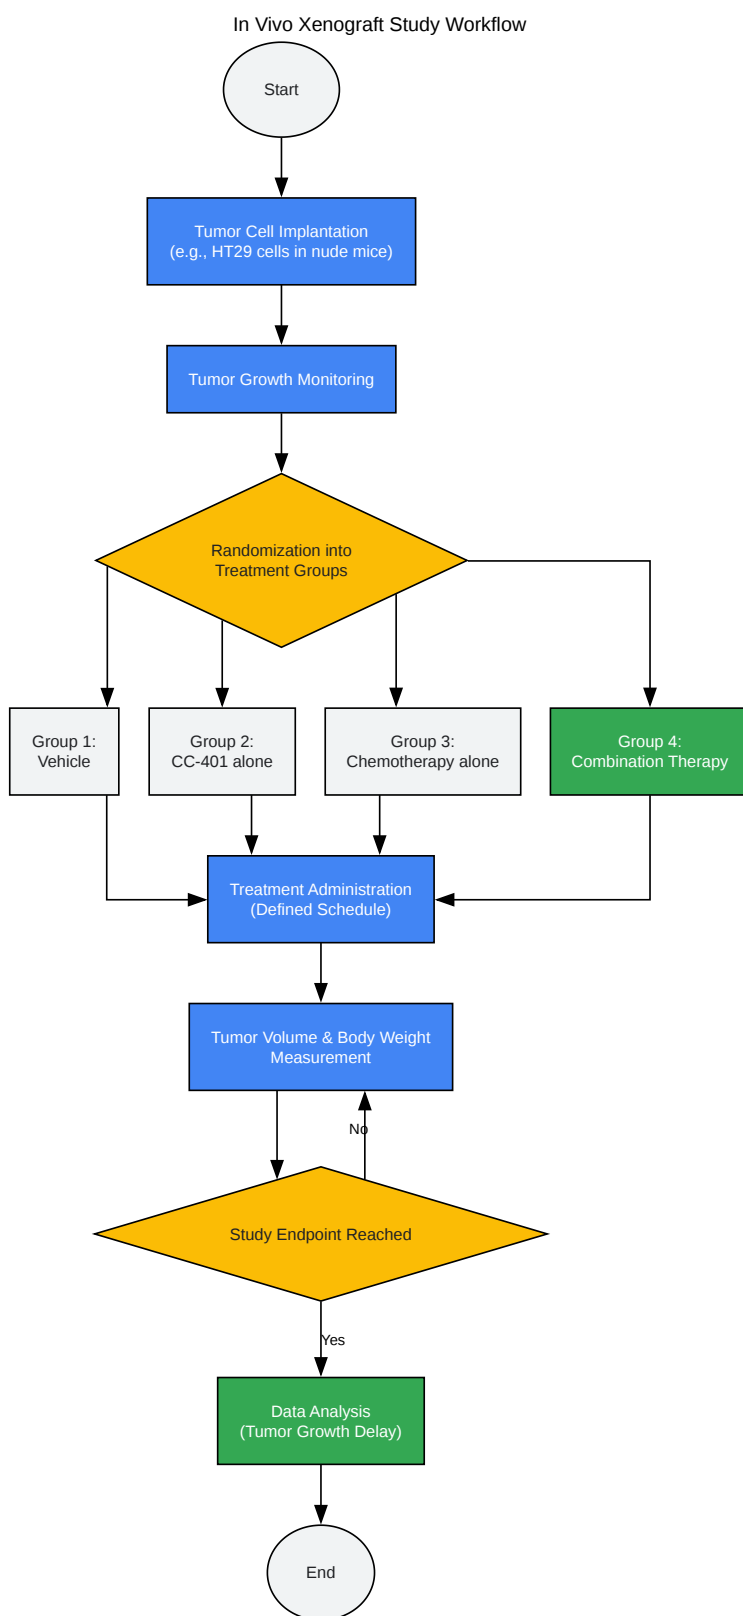 In Vivo Xenograft Study Workflow
Start
Tumor Cell Implantation
(e.g., HT29 cells in nude mice)
Tumor Growth Monitoring
Randomization into
Treatment Groups
Group 1:
Vehicle
Group 2:
CC-401 alone
Group 3:
Chemotherapy alone
Group 4:
Combination Therapy
Treatment Administration
(Defined Schedule)
Tumor Volume & Body Weight
Measurement
No
Study Endpoint Reached
Yes
Data Analysis
(Tumor Growth Delay)
End